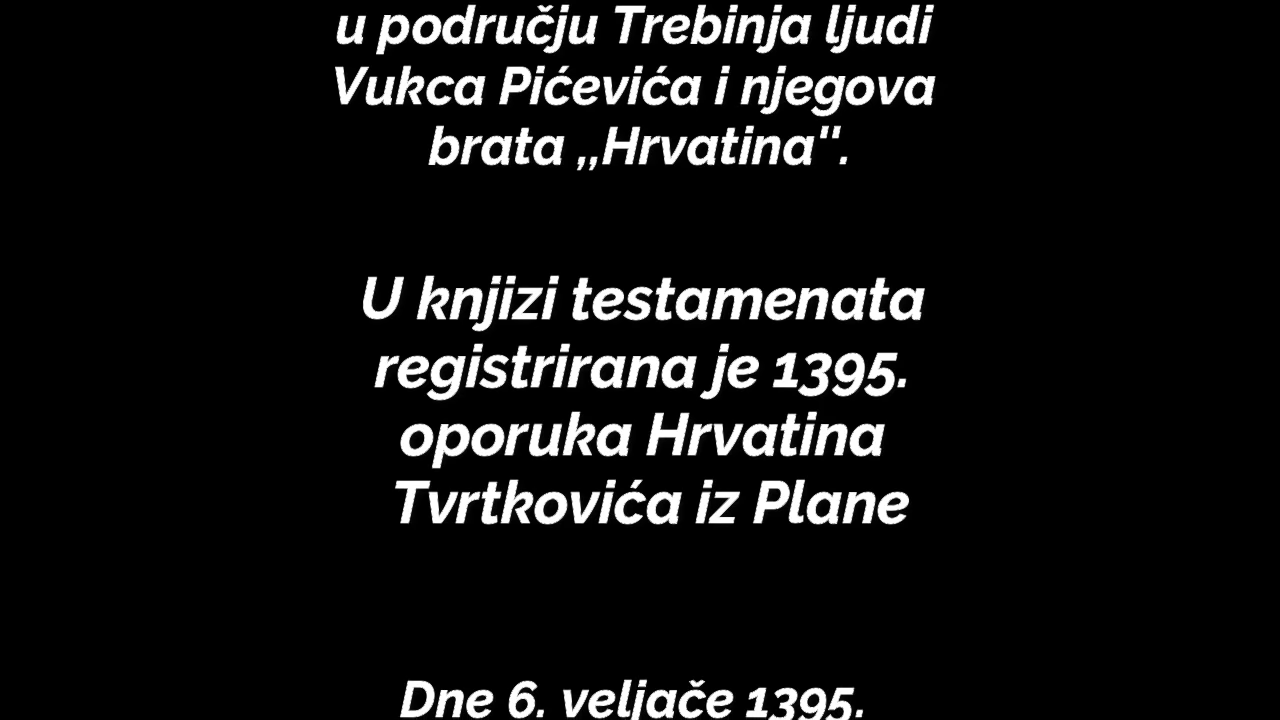 u području Trebinja ljudi
Vukca Pićevića i njegova
brata ,,Hrvatina".
U knjizi testamenata
registrirana je 1395.
oporuka Hrvatina
Tvrtkovića iz Plane
Dne 6. veljače 1395.